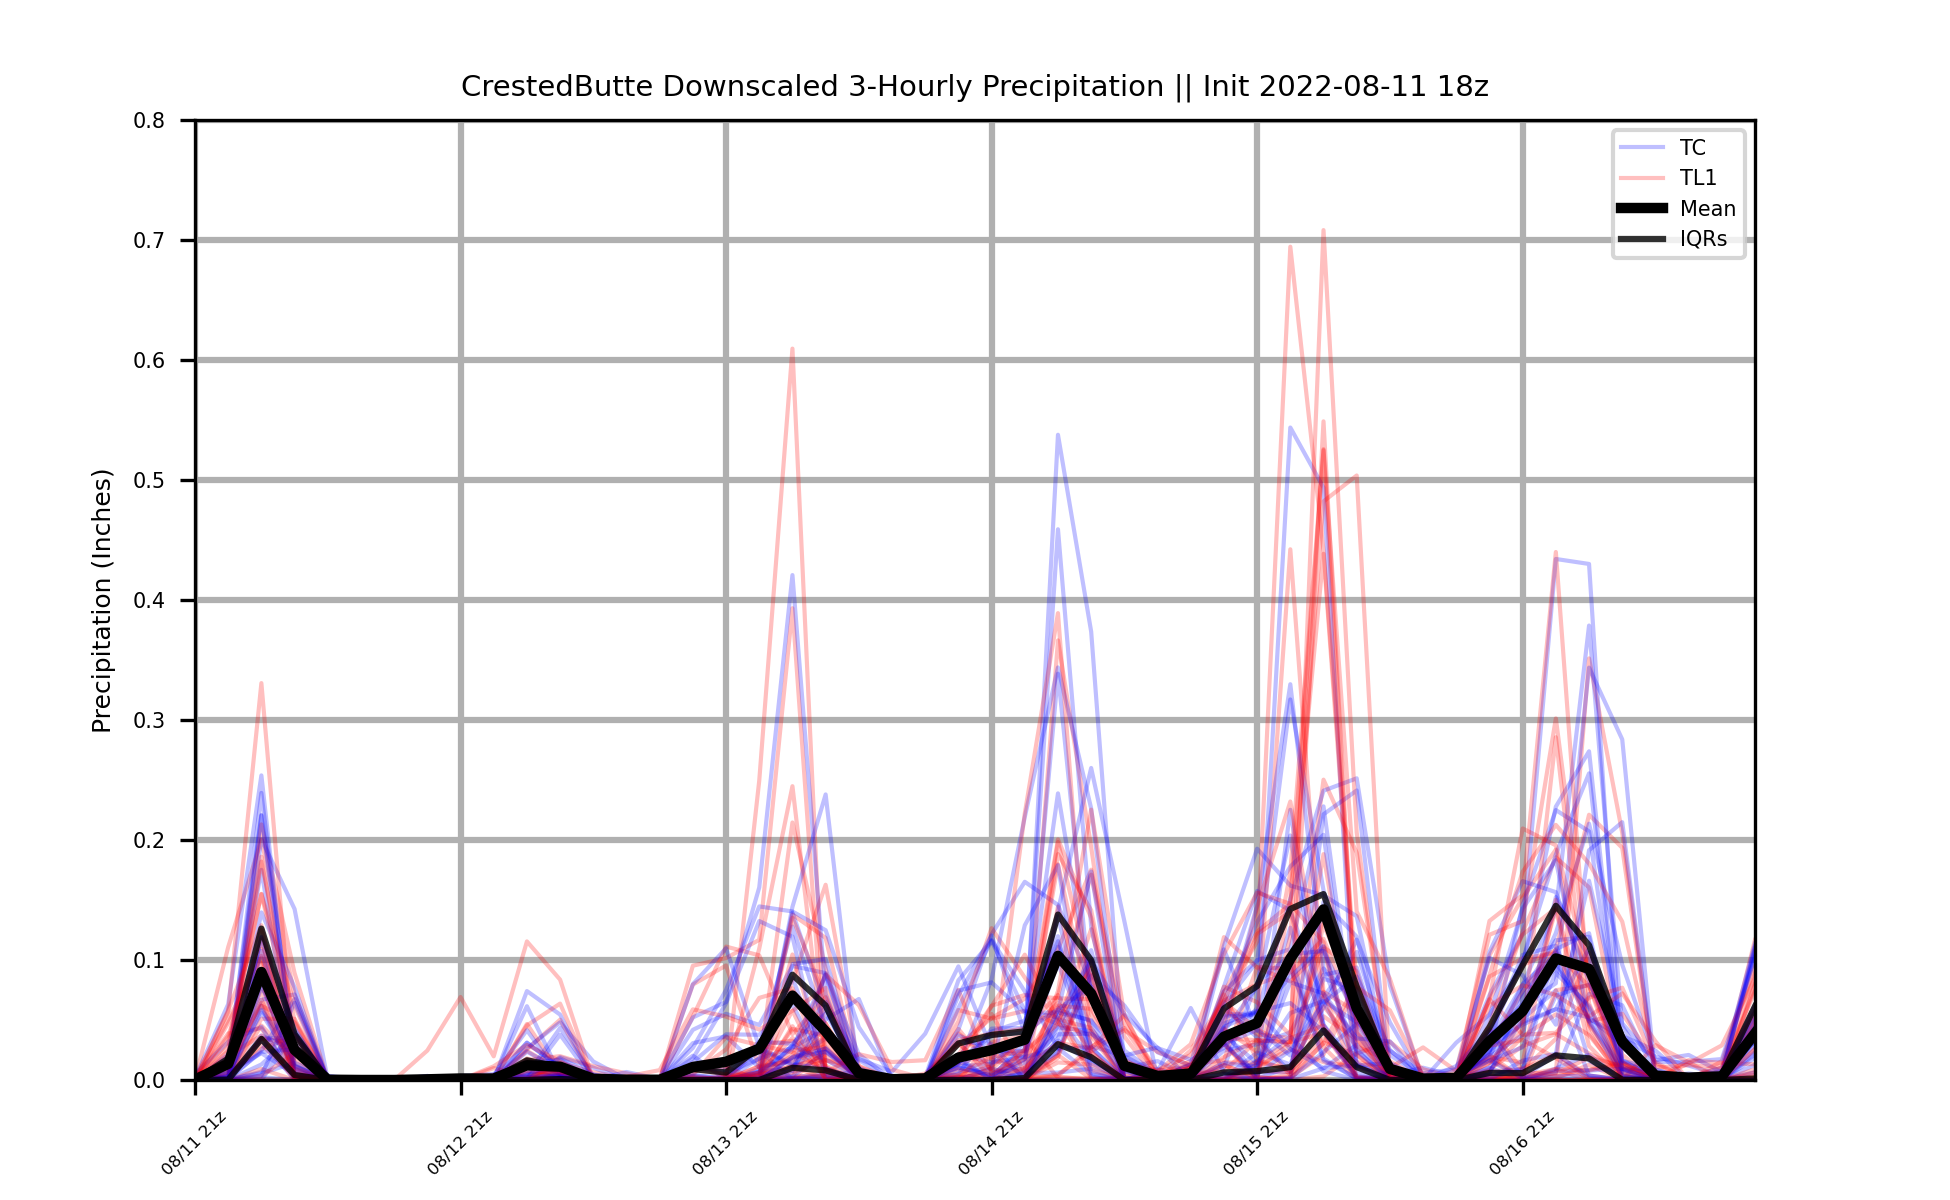 CrestedButte Downscaled 3-Hourly Precipitation || Init 2022-08-11 18z
TC
TL1
Mean
IQRs
Precipitation (Inches)
0.8
0.7
0.6
0.5
0.4
0.3
0.2
0.1
0.0
08/11 21z
08/12 21z
08/13 21z
08/14 21z
08/15 21z
08/16 21z